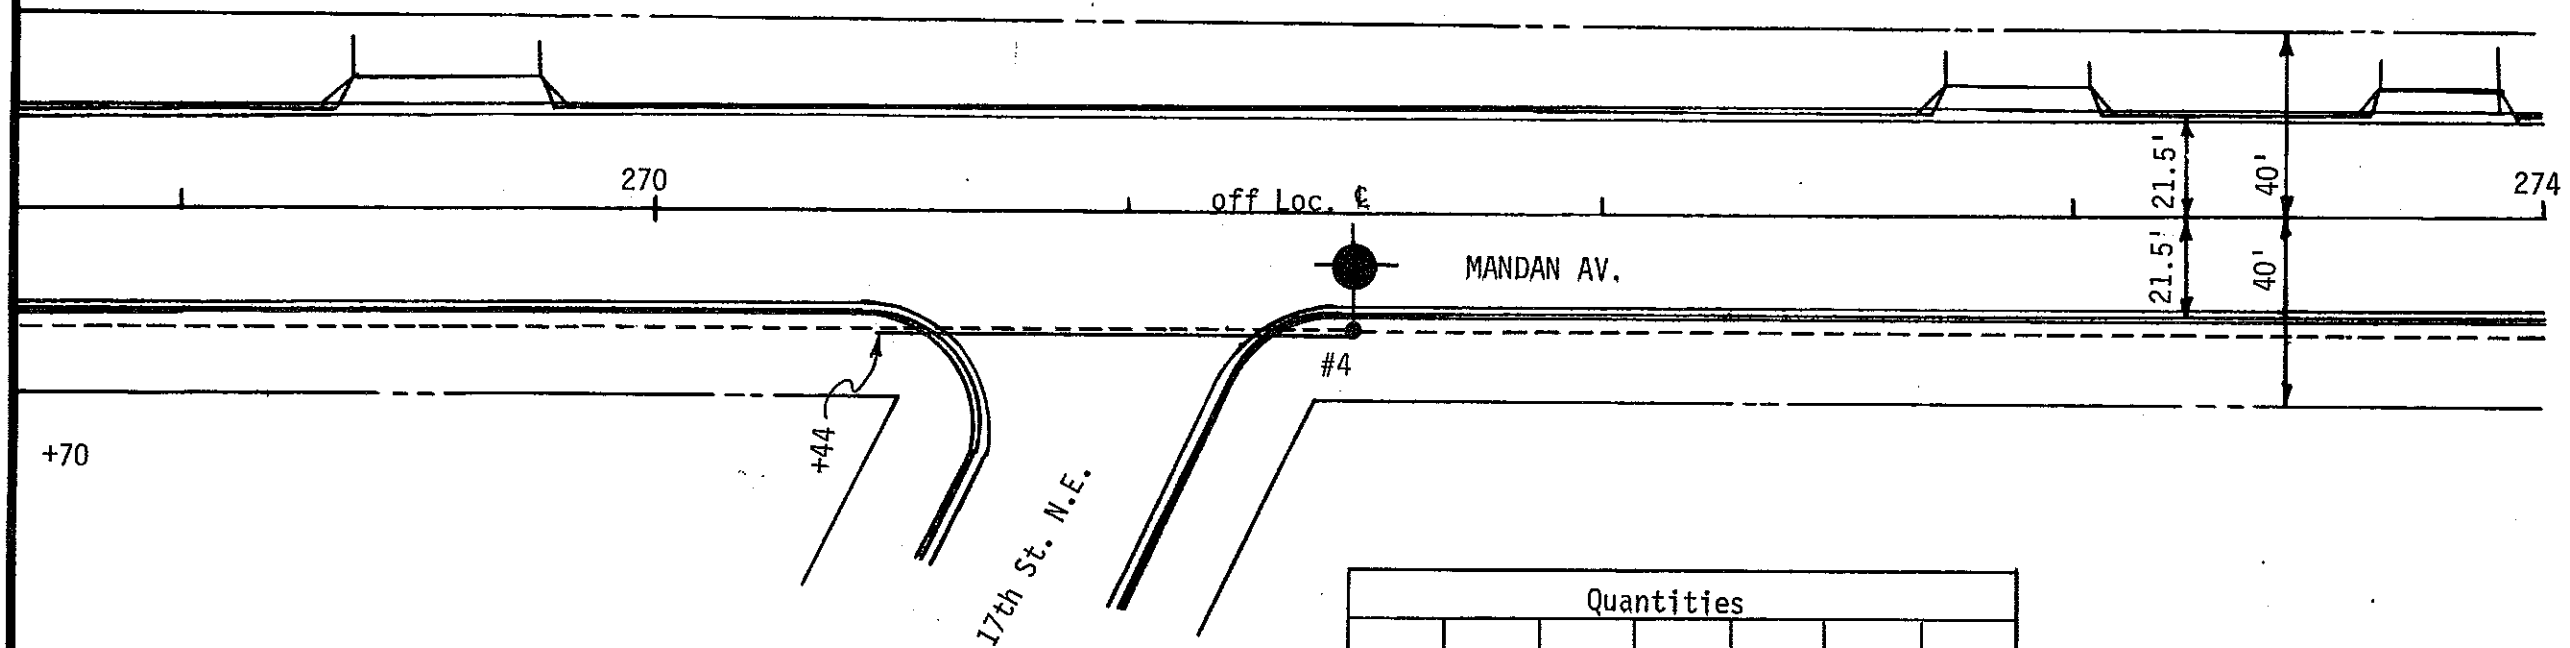 270
off Loc. ℄
21.5'
40'
274
MANDAN AV.
21.5'
40'
#4
+44
+70
17th St. N.E.
Quantities